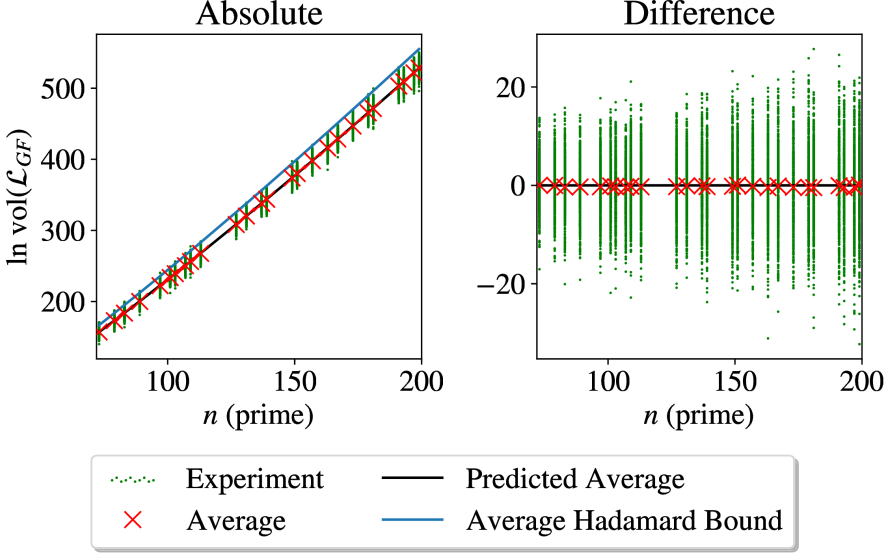 Absolute
ln vol(𝓛_GF)
500
400
300
200
100
150
200
n (prime)
Difference
20
0
−20
100
150
200
n (prime)
Experiment
Average
Predicted Average
Average Hadamard Bound